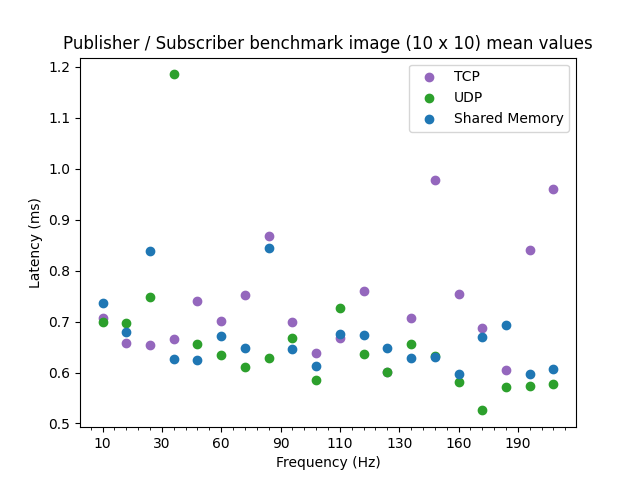 Publisher / Subscriber benchmark image (10 x 10) mean values
1.2
1.1
1.0
0.9
0.8
0.7
0.6
0.5
Latency (ms)
TCP
UDP
Shared Memory
10 30 60 90 110 130 160 190
Frequency (Hz)